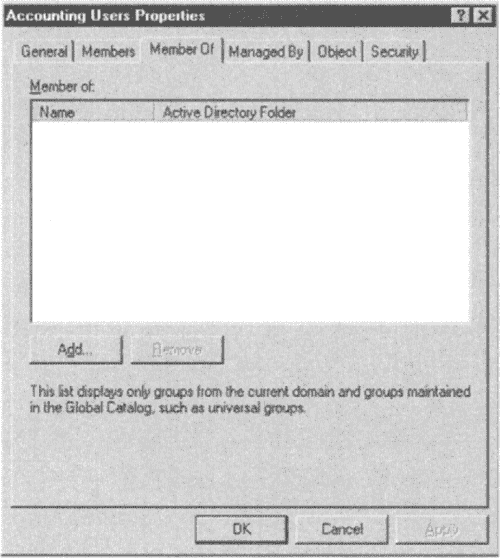 Accounting Users Properties
General Members Member Of Managed By Object Security
Member of:
Name Active Directory Folder
Add... Remove
This list displays only groups from the current domain and groups maintained
in the Global Catalog, such as universal groups.
OK Cancel Apply